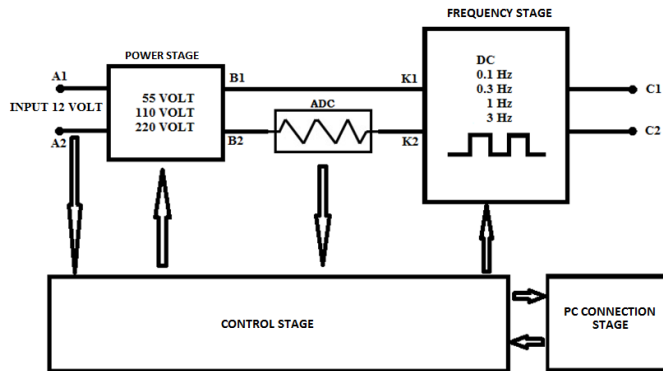 FREQUENCY STAGE
POWER STAGE
A1
B1
K1
C1
INPUT 12 VOLT
55 VOLT
110 VOLT
220 VOLT
ADC
DC
0.1 Hz
0.3 Hz
1 Hz
3 Hz
A2
B2
K2
C2
CONTROL STAGE
PC CONNECTION
STAGE